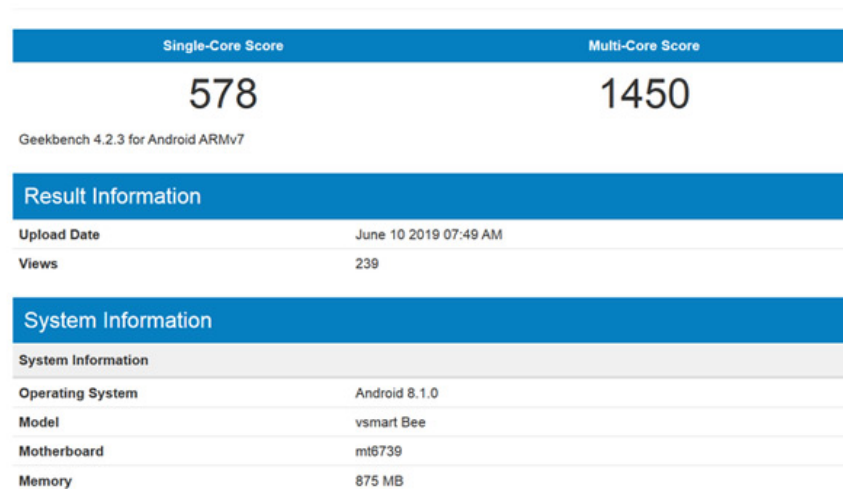 Single-Core Score Multi-Core Score
578 1450
Geekbench 4.2.3 for Android ARMv7
Result Information
Upload Date June 10 2019 07:49 AM
Views 239
System Information
System Information
Operating System Android 8.1.0
Model vsmart Bee
Motherboard mt6739
Memory 875 MB